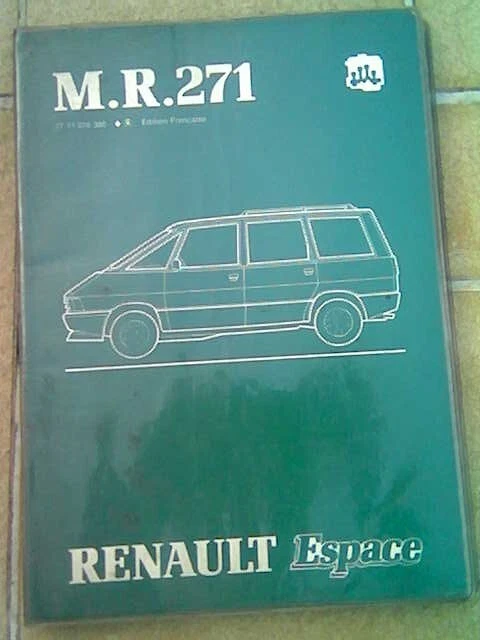 M.R.271
Edition Française
RENAULT Espace